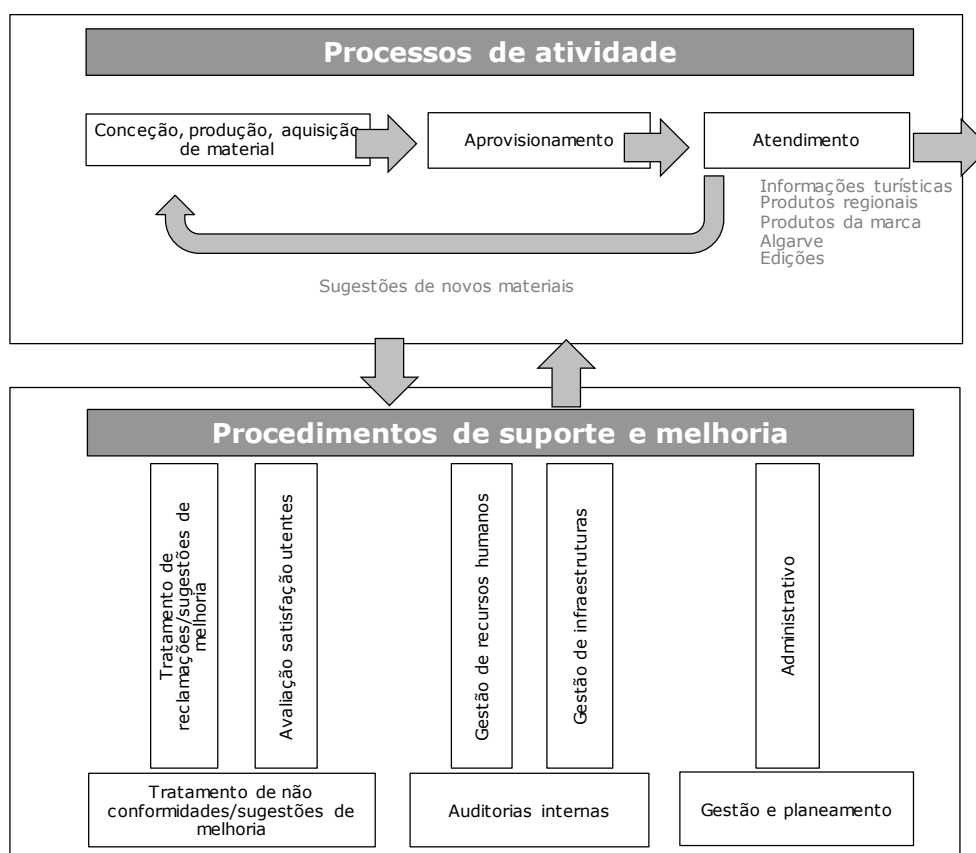 Processos de atividade
Conceção, produção, aquisição
de material
Aprovisionamento
Atendimento
Informações turísticas
Produtos regionais
Produtos da marca
Algarve
Edições
Sugestões de novos materiais
Procedimentos de suporte e melhoria
Tratamento de
reclamações/sugestões de
melhoria
Avaliação satisfação utentes
Gestão de recursos humanos
Gestão de infraestruturas
Administrativo
Tratamento de não
conformidades/sugestões de
melhoria
Auditorias internas
Gestão e planeamento